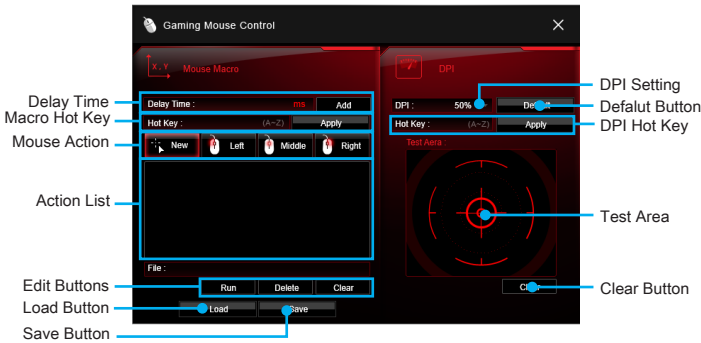 Gaming Mouse Control
X , Y
Mouse Macro
DPI
Delay Time
Macro Hot Key
Mouse Action
Action List
Edit Buttons
Load Button
Save Button
Delay Time :
ms
Add
Hot Key :
(A~Z)
Apply
New
Left
Middle
Right
File :
Run
Delete
Clear
Load
Save
DPI :
50%
Default
Hot Key :
(A~Z)
Apply
Test Aera :
Clear
DPI Setting
Defalut Button
DPI Hot Key
Test Area
Clear Button